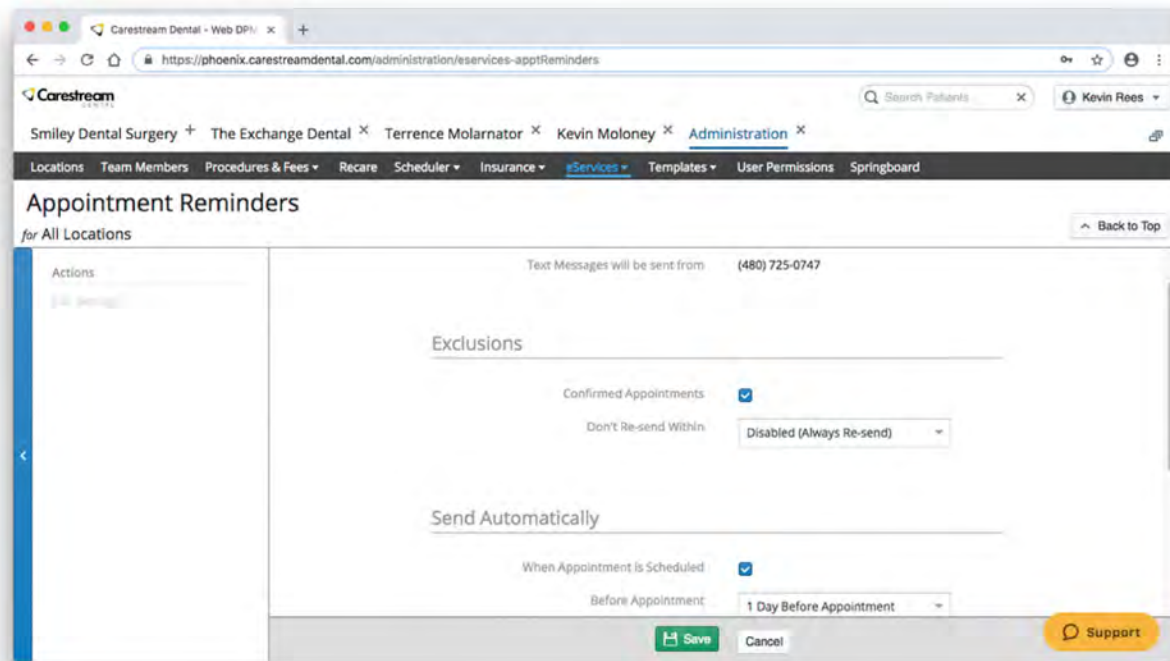 Carestream Dental - Web DPM
https://phoenix.carestreamdental.com/administration/eservices-apptReminders
Carestream
DENTAL
Search Patients
Kevin Rees
Smiley Dental Surgery + The Exchange Dental × Terrence Molarnator × Kevin Moloney × Administration ×
Locations Team Members Procedures & Fees Recare Scheduler Insurance eServices Templates User Permissions Springboard
Appointment Reminders
for All Locations
Back to Top
Actions
Text Messages will be sent from (480) 725-0747
Exclusions
Confirmed Appointments
Don't Re-send Within Disabled (Always Re-send)
Send Automatically
When Appointment is Scheduled
Before Appointment 1 Day Before Appointment
Save Cancel
Support